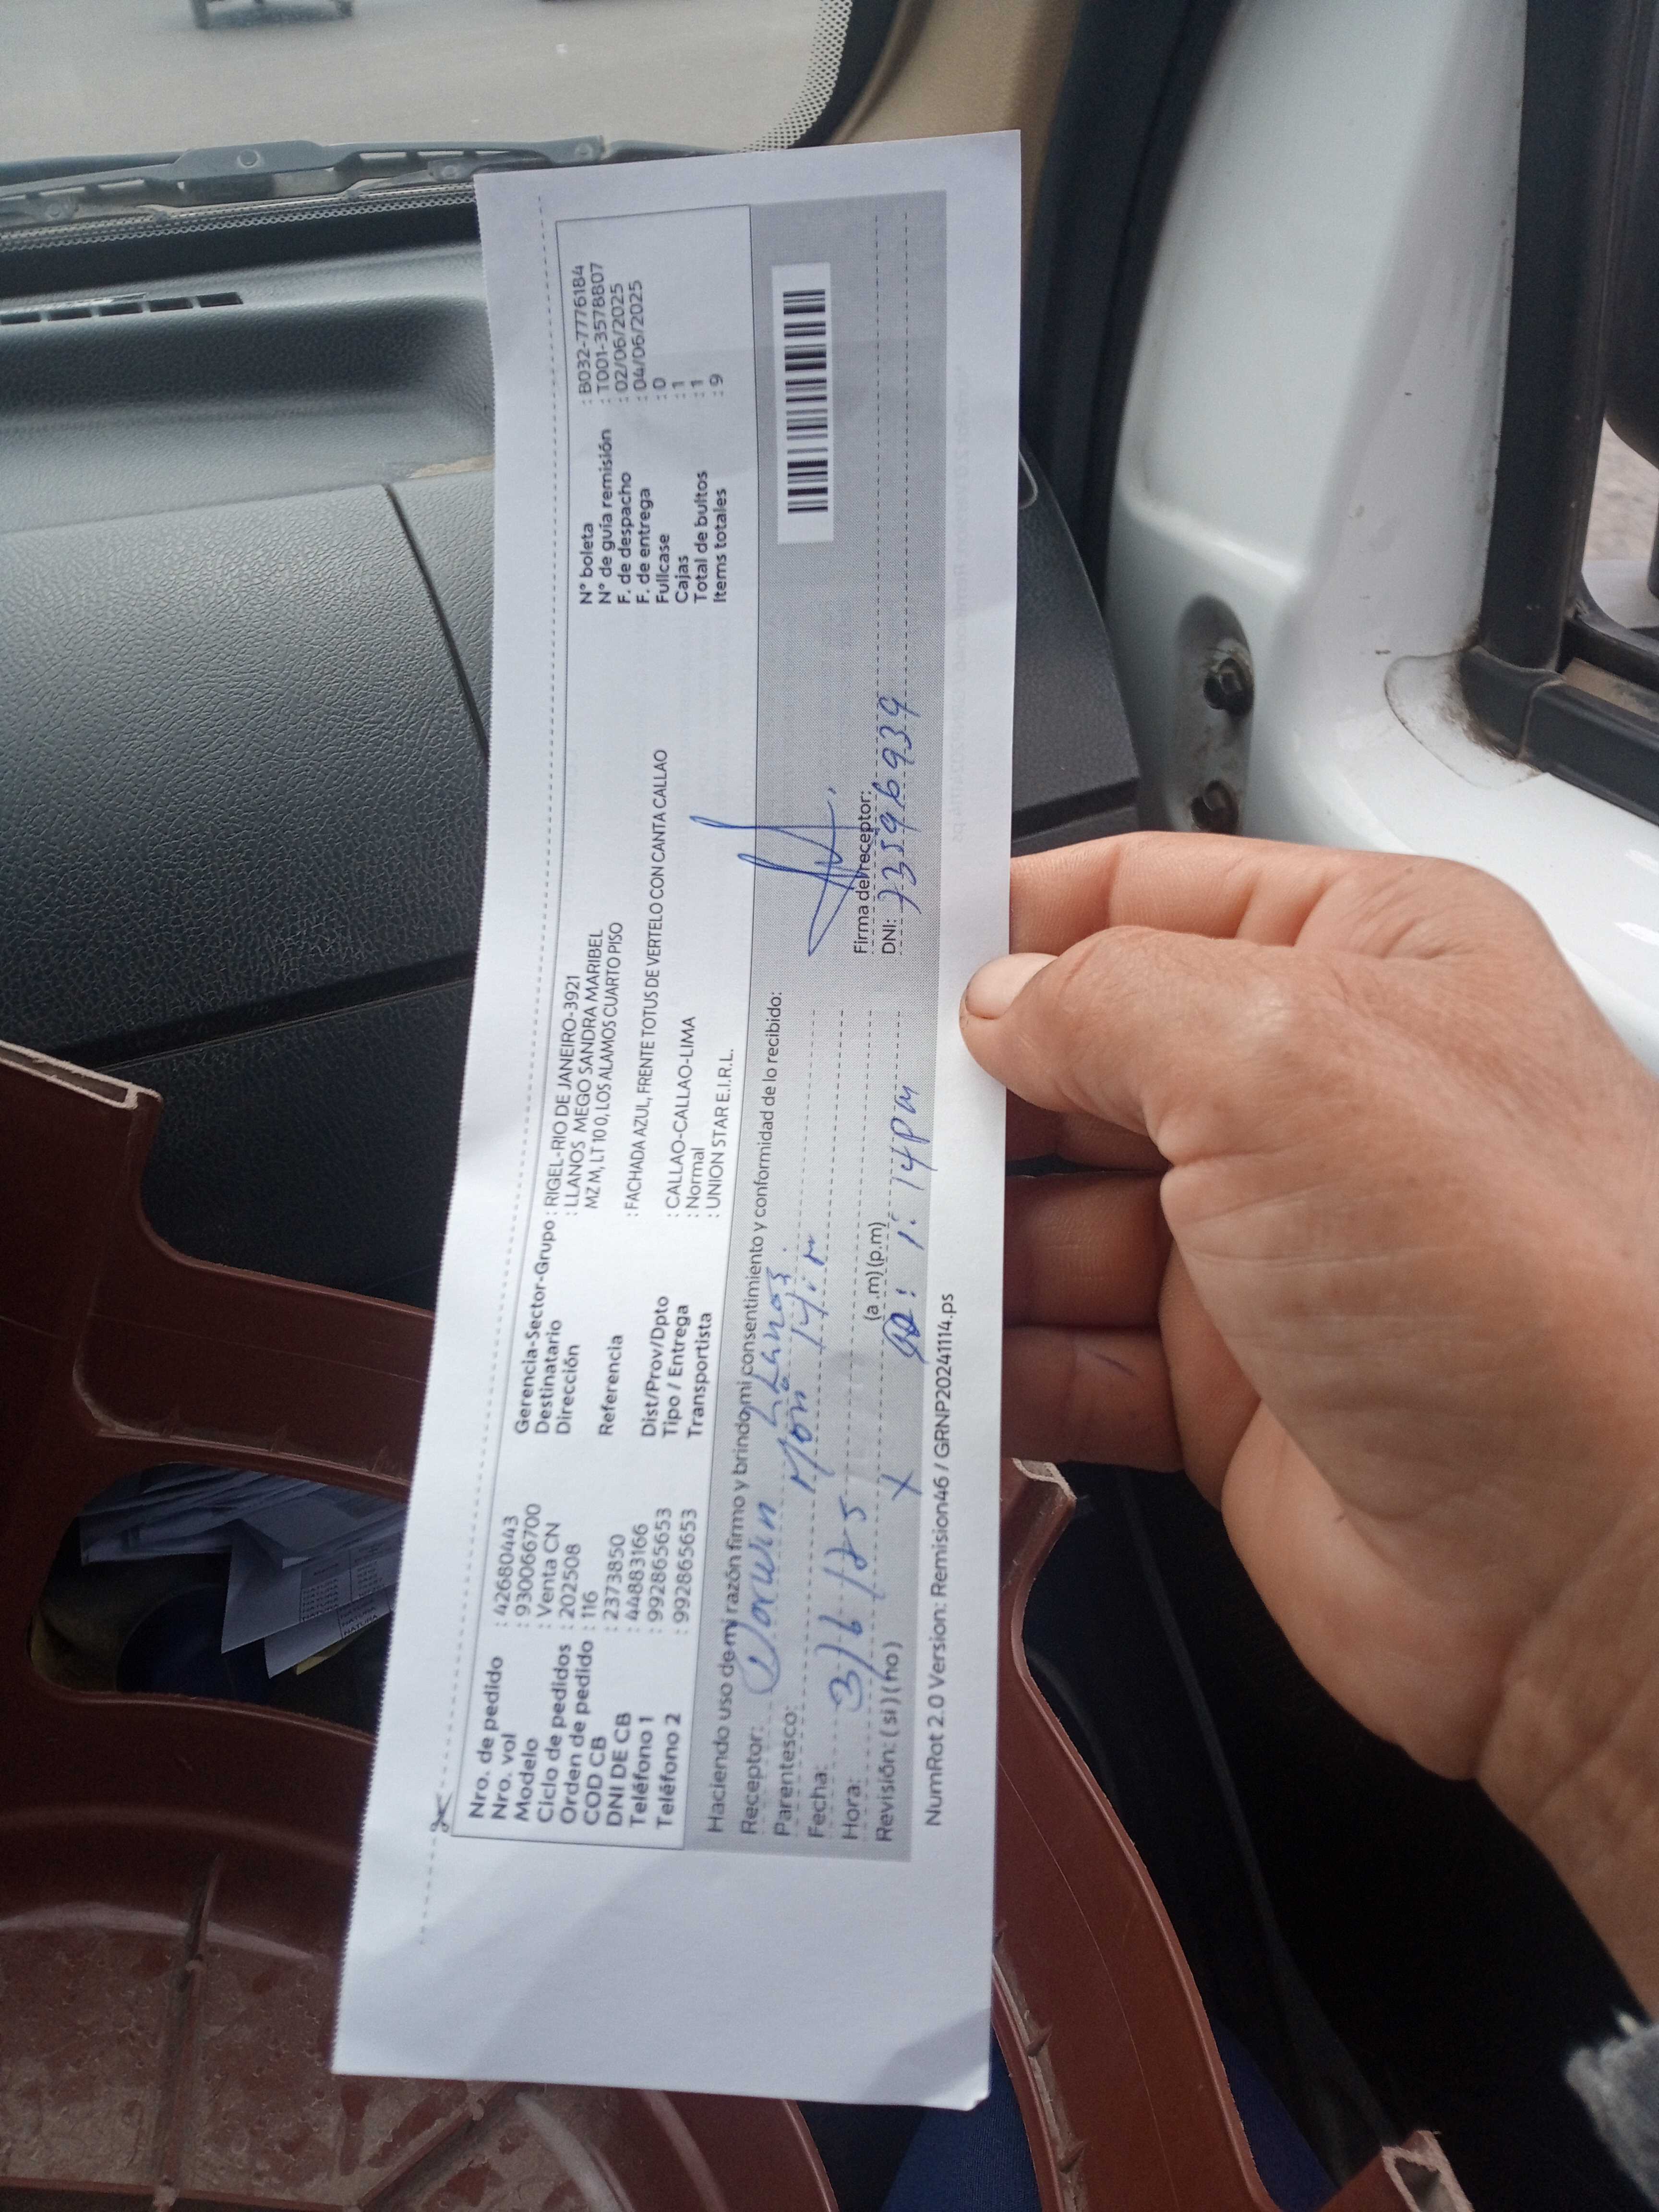 Nro. de pedido : 426804443
Nro. vol : 9300066700
Modelo : Venta CN
Ciclo de pedidos : 202508
Orden de pedido : 116
COD CB : 2373850
DNI DE CB : 44883166
Teléfono 1 : 992865653
Teléfono 2 : 992865653
Gerencia-Sector-Grupo : RIGEL-RIO DE JANEIRO-3921
Destinatario : LLANOS MEGO SANDRA MARIBEL
Dirección MZ M, LT 10 0, LOS ALAMOS CUARTO PISO
Referencia : FACHADA AZUL, FRENTE TOTUS DE VERTELO CON CANTA CALLAO
Dist/Prov/Dpto : CALLAO-CALLAO-LIMA
Tipo / Entrega : Normal
Transportista : UNION STAR E.I.R.L.
N° boleta : B032-7776184
N° de guía remisión : T001-3578807
F. de despacho : 02/06/2025
F. de entrega : 04/06/2025
Fullcase : 0
Cajas : 1
Total de bultos : 1
Items totales : 9
Haciendo uso de mi razón firmo y brindo mi consentimiento y conformidad de lo recibido:
Receptor: Darwin Llanos
Parentesco:
Fecha: 3/6/25
Hora: (a .m) (p.m)
Revisión: ( si ) ( no ) X 1: 14 pm
Firma del receptor:
DNI: 73596939
NumRot 2.0 Version: Remision46 / GRNP20241114.ps